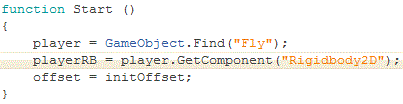 function Start ()
{
    player = GameObject.Find("Fly");
    playerRB = player.GetComponent("Rigidbody2D");
    offset = initOffset;
}